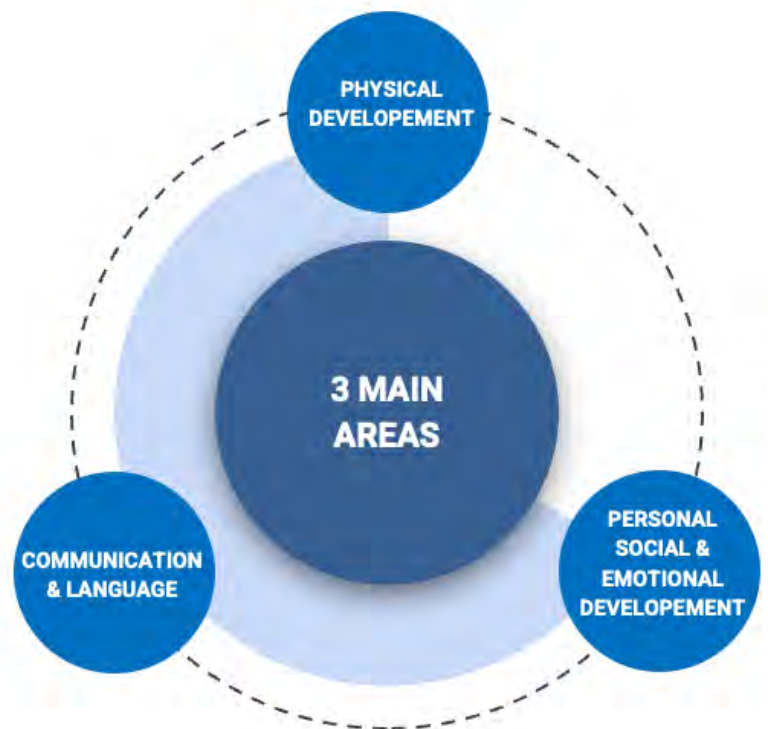 PHYSICAL
DEVELOPEMENT
3 MAIN
AREAS
COMMUNICATION
& LANGUAGE
PERSONAL
SOCIAL &
EMOTIONAL
DEVELOPEMENT